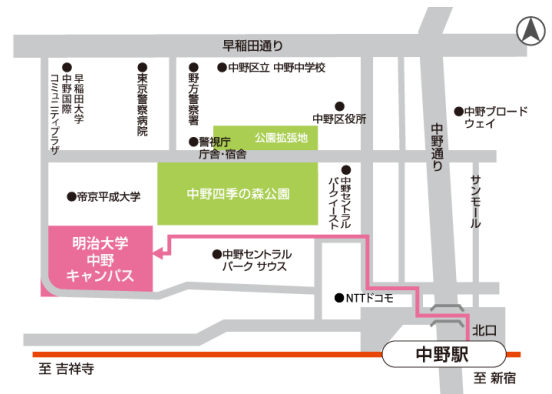 早稲田通り
早稲田大学
中野国際
コミュニティプラザ
東京警察病院
野方警察署
中野区立 中野中学校
中野区役所
中野ブロード
ウェイ
中野通り
公園拡張地
警視庁
庁舎・宿舎
帝京平成大学
中野四季の森公園
中野セントラル
パーク イースト
サンモール
明治大学
中野
キャンパス
中野セントラル
パーク サウス
NTTドコモ
北口
中野駅
至 吉祥寺
至 新宿